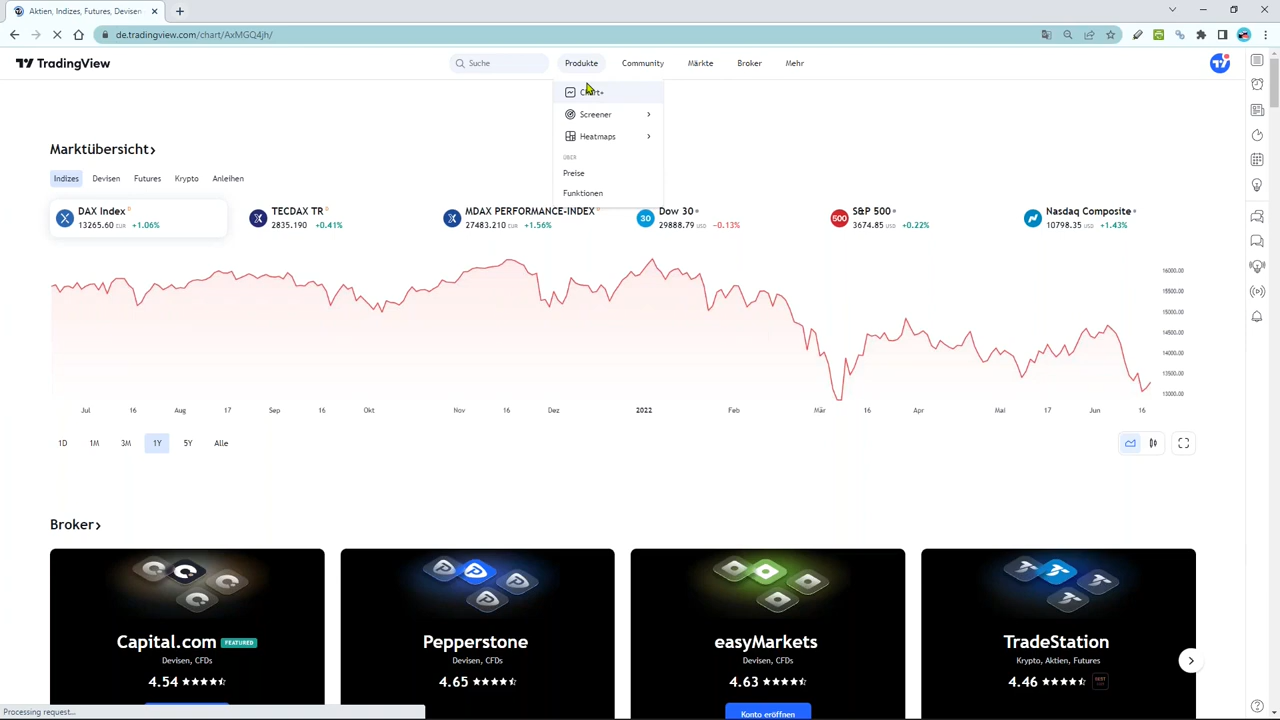 Aktien, Indizes, Futures, Devisen
de.tradingview.com/chart/AxMGQ4jh/
TradingView
Suche
Produkte
Community
Märkte
Broker
Mehr
Chart+
Screener
Heatmaps
ÜBER
Preise
Funktionen
Marktübersicht
Indizes
Devisen
Futures
Krypto
Anleihen
DAX Index D
13265.60 EUR +1.06%
TECDAX TR D
2835.190 +0.41%
MDAX PERFORMANCE-INDEX D
27483.210 EUR +1.56%
30
Dow 30
29888.79 USD −0.13%
500
S&P 500
3674.85 USD +0.22%
Nasdaq Composite
10798.35 USD +1.43%
16000.00
15500.00
15000.00
14500.00
14000.00
13500.00
13000.00
Jul 16 Aug 17 Sep 16 Okt Nov 16 Dez 2022 Feb Mär 16 Apr Mai 17 Jun 16
1D 1M 3M 1Y 5Y Alle
Broker
Capital.com FEATURED
Devisen, CFDs
4.54
Pepperstone
Devisen, CFDs
4.65
easyMarkets
Devisen, CFDs
4.63
Konto eröffnen
TradeStation
Krypto, Aktien, Futures
4.46
Processing request...